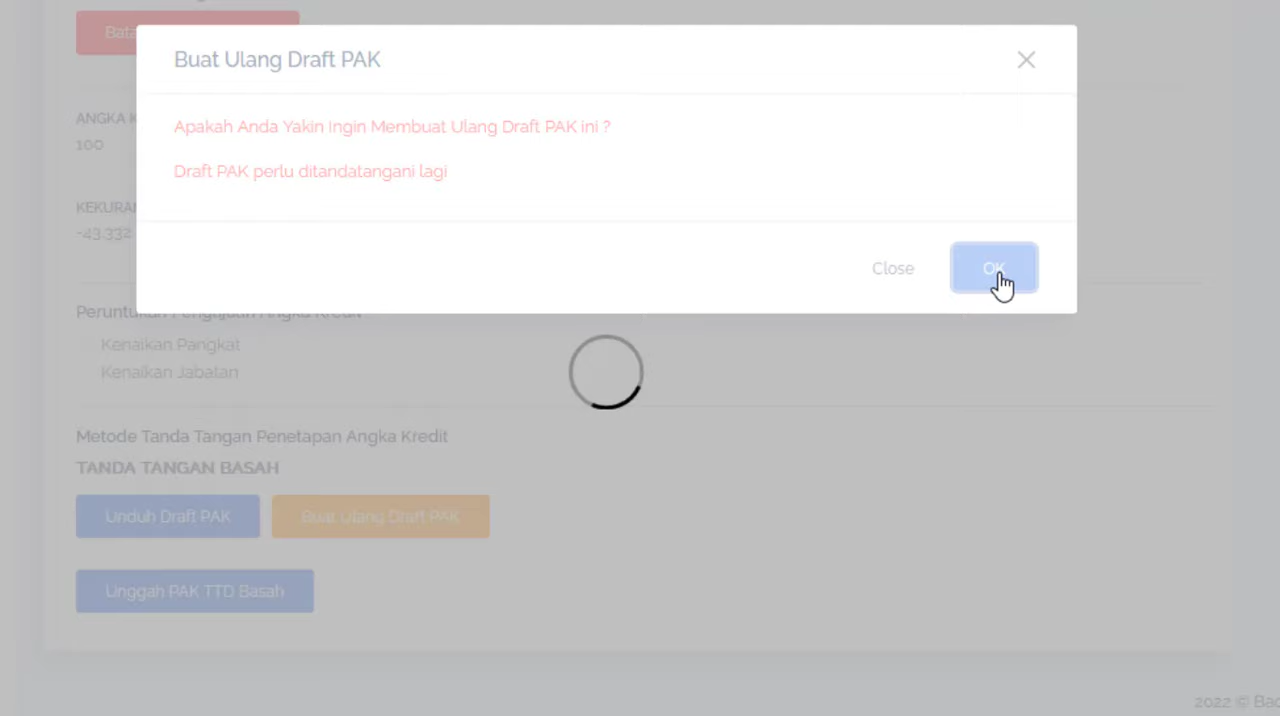 Buat Ulang Draft PAK
Apakah Anda Yakin Ingin Membuat Ulang Draft PAK ini ?
Draft PAK perlu ditandatangani lagi
ANGKA
100
-43.332
Close
OK
Kenaikan Pangkat
Kenaikan Jabatan
Metode Tanda Tangan Penetapan Angka Kredit
TANDA TANGAN BASAH
Unduh Draft PAK
Buat Ulang Draft PAK
Unggah PAK TTD Basah
2022 ©